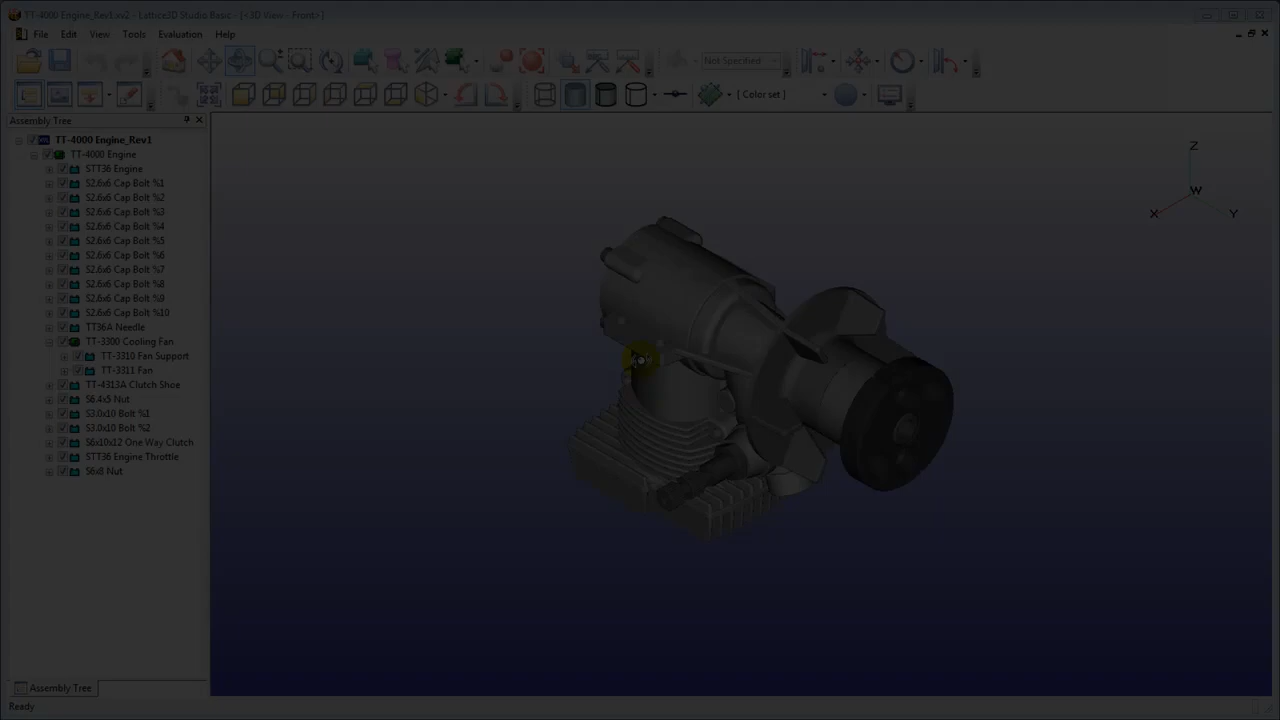 TT-4000 Engine_Rev1.xv2 - Lattice3D Studio Basic - [<3D View - Front>]
File Edit View Tools Evaluation Help
Not Specified
[ Color set ]
Assembly Tree
TT-4000 Engine_Rev1
TT-4000 Engine
STT36 Engine
S2.6x6 Cap Bolt %1
S2.6x6 Cap Bolt %2
S2.6x6 Cap Bolt %3
S2.6x6 Cap Bolt %4
S2.6x6 Cap Bolt %5
S2.6x6 Cap Bolt %6
S2.6x6 Cap Bolt %7
S2.6x6 Cap Bolt %8
S2.6x6 Cap Bolt %9
S2.6x6 Cap Bolt %10
TT36A Needle
TT-3300 Cooling Fan
TT-3310 Fan Support
TT-3311 Fan
TT-4313A Clutch Shoe
S6.4x5 Nut
S3.0x10 Bolt %1
S3.0x10 Bolt %2
S6x10x12 One Way Clutch
STT36 Engine Throttle
S6x8 Nut
Z
W
X Y
Assembly Tree
Ready